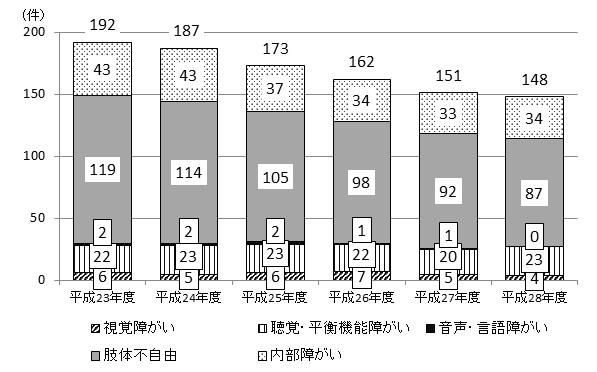 (件)
192 187 173 162 151 148
200
43 43 37 34 33 34
150
119 114 105 98 92 87
100
50
2 2 2 1 1 0
22 23 23 22 20 23
6 5 6 7 5 4
0
平成23年度 平成24年度 平成25年度 平成26年度 平成27年度 平成28年度
視覚障がい 聴覚・平衡機能障がい 音声・言語障がい
肢体不自由 内部障がい